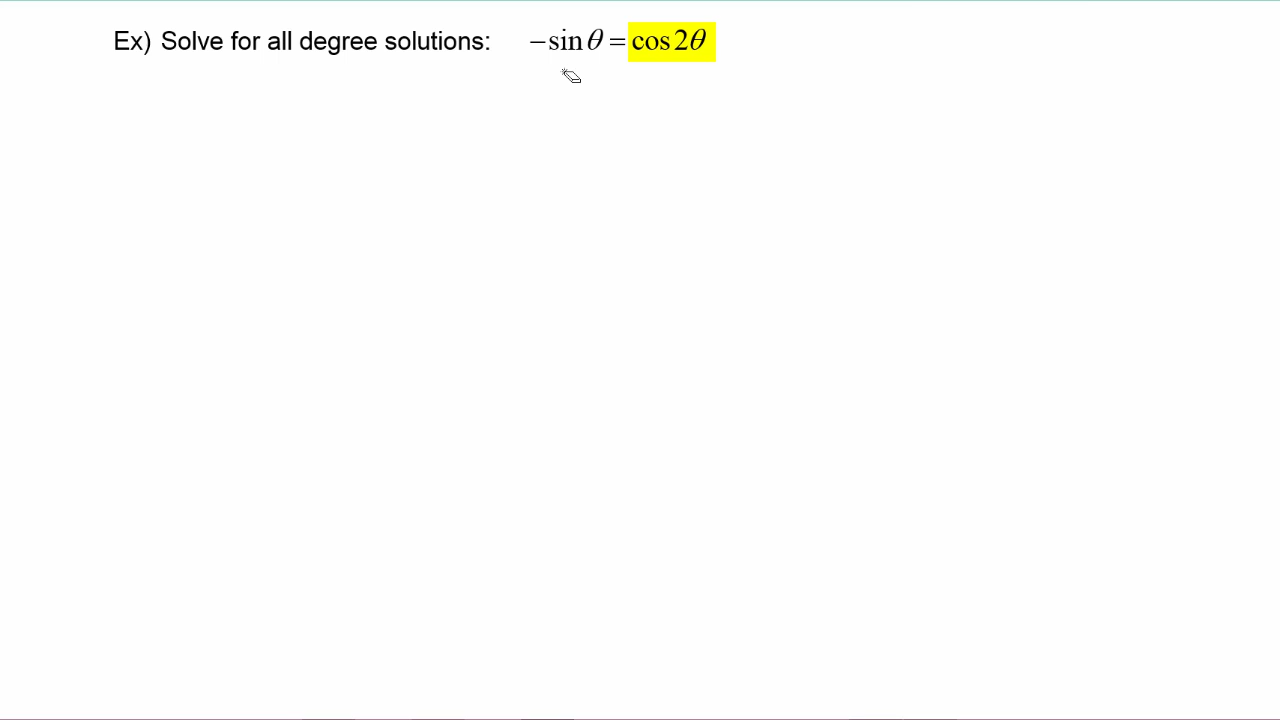 Ex) Solve for all degree solutions: −sin θ = cos 2θ